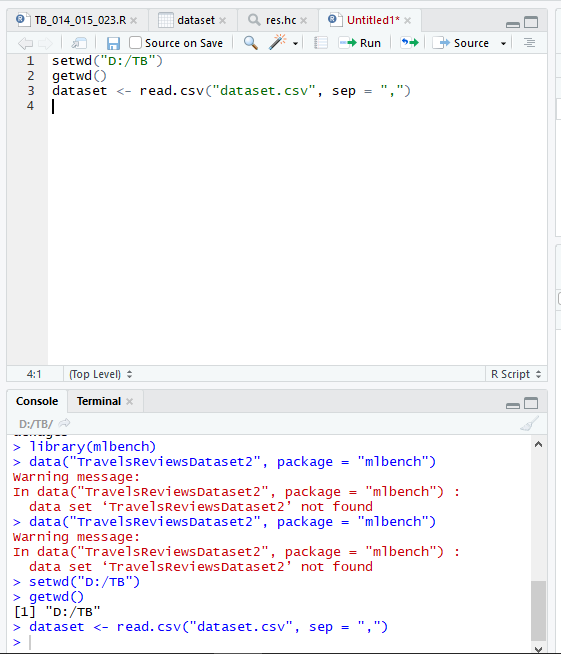 TB_014_015_023.R
dataset
res.hc
Untitled1*
Source on Save
Run
Source
1 setwd("D:/TB")
2 getwd()
3 dataset <- read.csv("dataset.csv", sep = ",")
4
4:1
(Top Level)
R Script
Console
Terminal
D:/TB/
> library(mlbench)
> data("TravelsReviewsDataset2", package = "mlbench")
Warning message:
In data("TravelsReviewsDataset2", package = "mlbench") :
data set ‘TravelsReviewsDataset2’ not found
> data("TravelsReviewsDataset2", package = "mlbench")
Warning message:
In data("TravelsReviewsDataset2", package = "mlbench") :
data set ‘TravelsReviewsDataset2’ not found
> setwd("D:/TB")
> getwd()
[1] "D:/TB"
> dataset <- read.csv("dataset.csv", sep = ",")
>